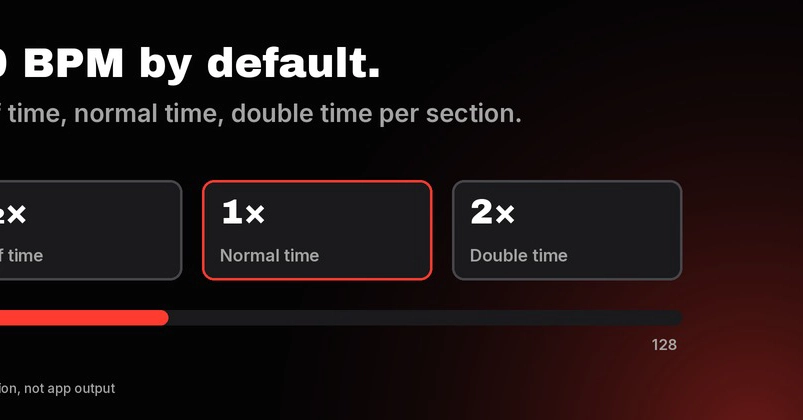 BPM by default.
time, normal time, double time per section.
1×
2×
time
Normal time
Double time
128
not app output